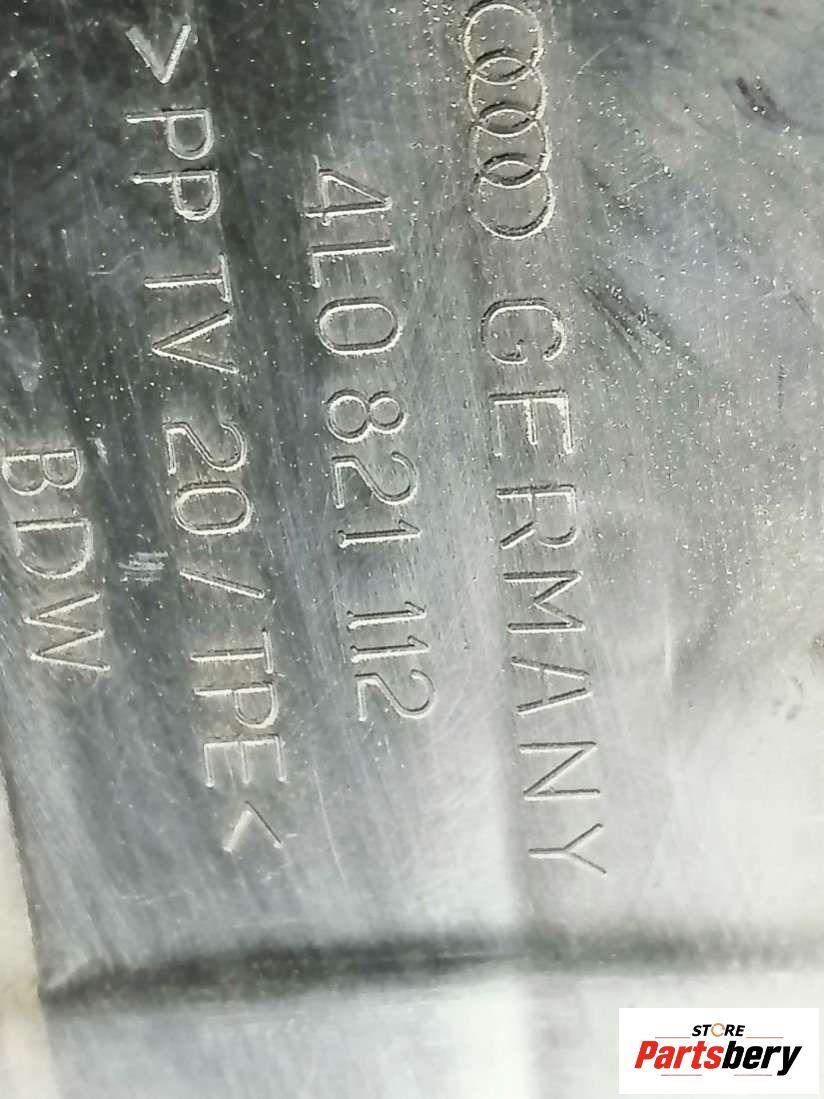 GERMANY
4L0 821 112
>PP TV 20/TPE<
BDW
STORE
Partsbery